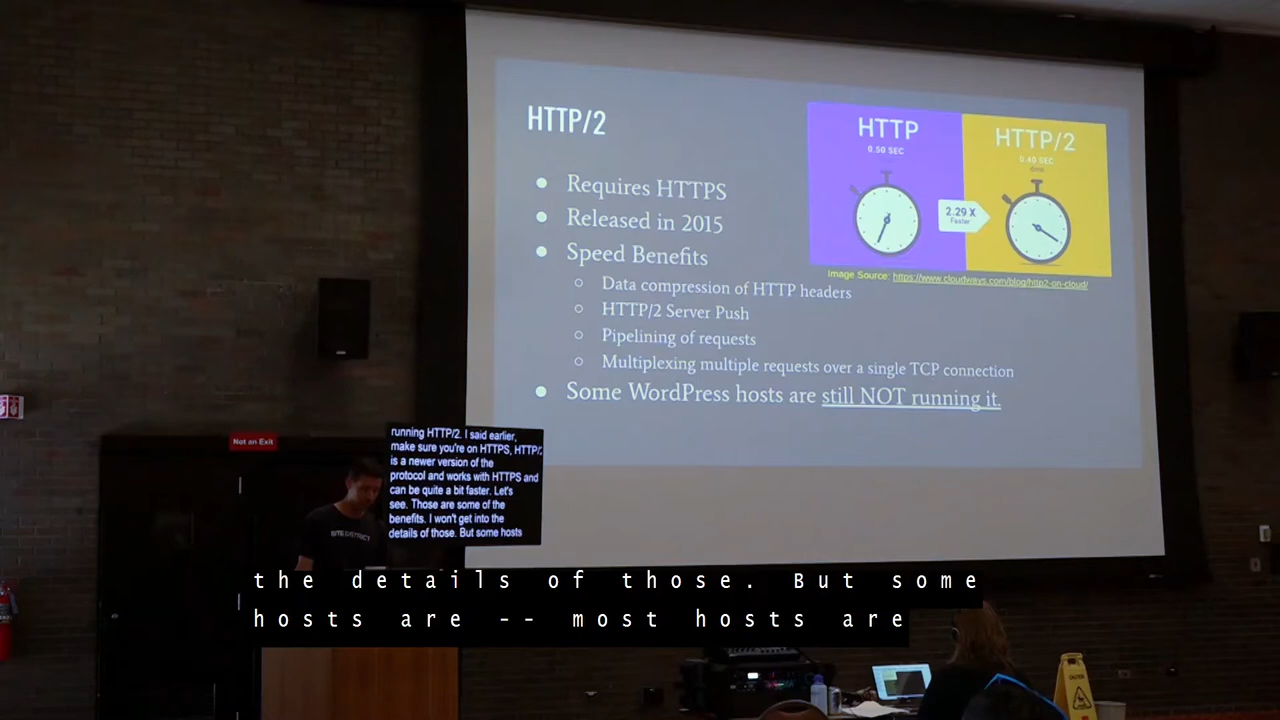 HTTP/2
Requires HTTPS
Released in 2015
Speed Benefits
Data compression of HTTP headers
HTTP/2 Server Push
Pipelining of requests
Multiplexing multiple requests over a single TCP connection
Some WordPress hosts are still NOT running it.
HTTP
0.50 SEC
2.29 X
Faster
HTTP/2
0.40 SEC
Image Source: https://www.cloudways.com/blog/http2-on-cloud/
Not an Exit
running HTTP/2. I said earlier,
make sure you're on HTTPS, HTTP/2
is a newer version of the
protocol and works with HTTPS and
can be quite a bit faster. Let's
see. Those are some of the
benefits. I won't get into the
details of those. But some hosts
SITE DISTRICT
the details of those. But some
hosts are -- most hosts are
CAUTION